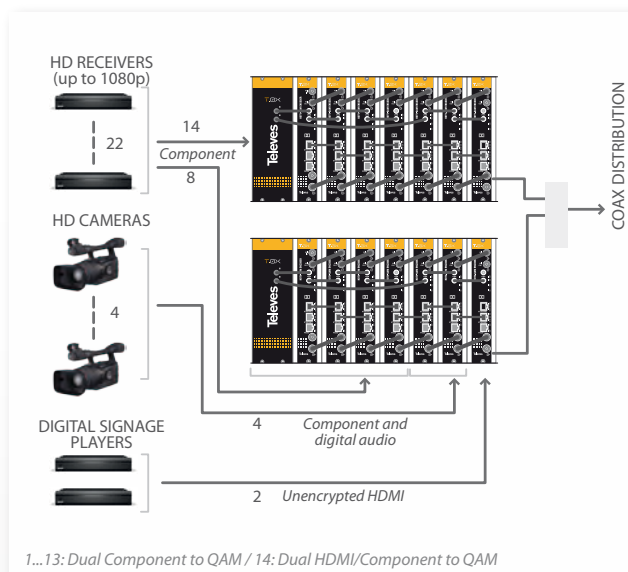 HD RECEIVERS
(up to 1080p)
22
14
Component
8
HD CAMERAS
4
4
Component and
digital audio
DIGITAL SIGNAGE
PLAYERS
2
Unencrypted HDMI
T.0X
Televes
T.0X
Televes
COAX DISTRIBUTION
1...13: Dual Component to QAM / 14: Dual HDMI/Component to QAM